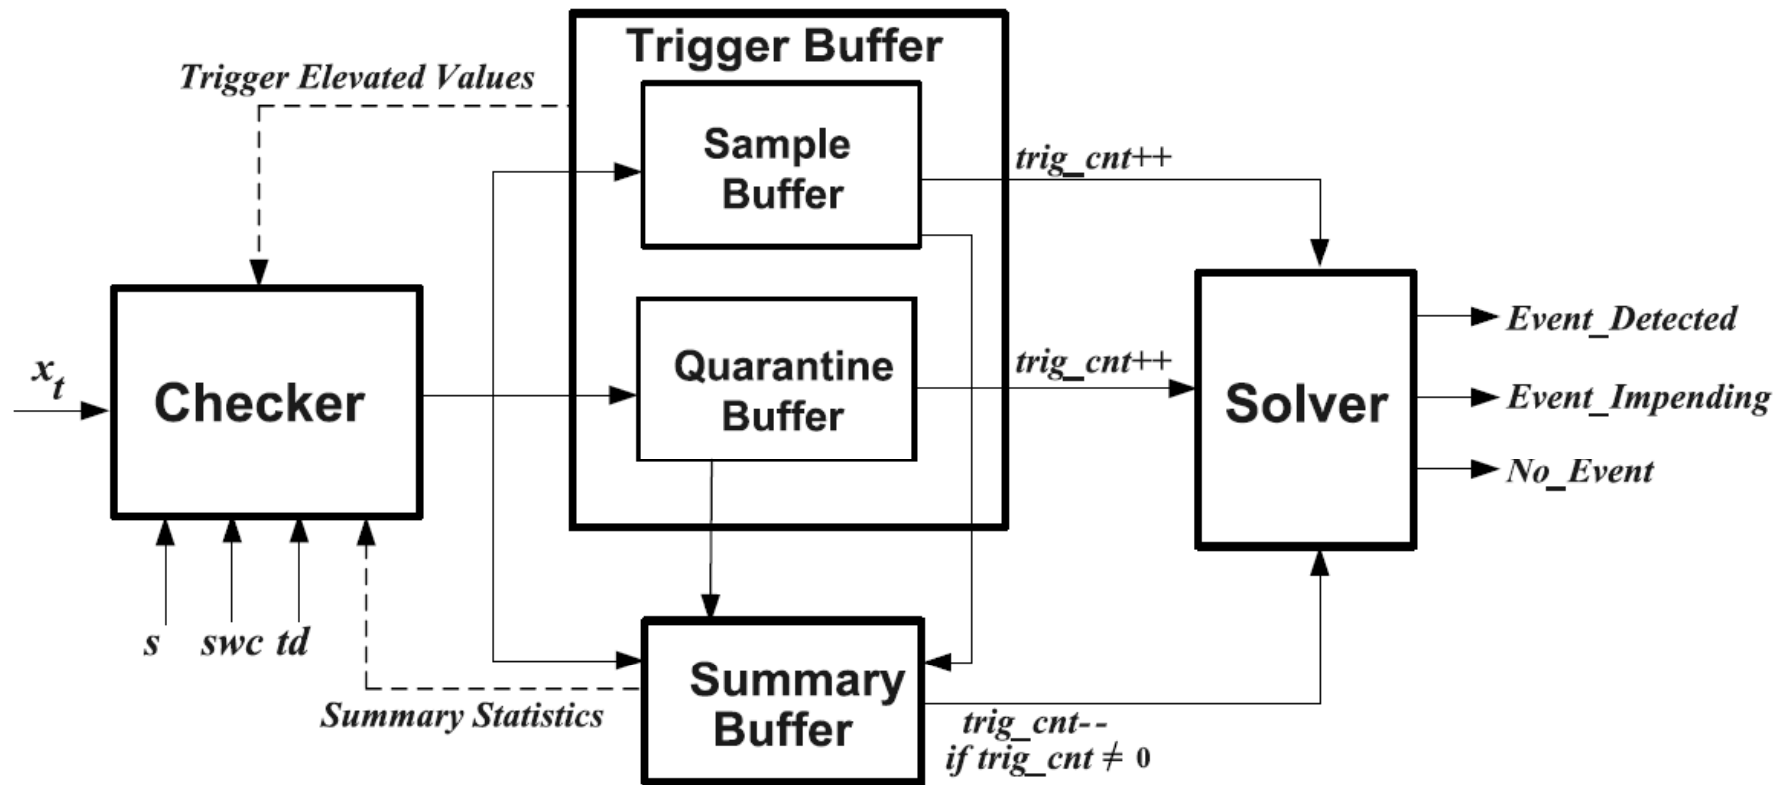 Trigger Buffer
Trigger Elevated Values
Sample
Buffer
trig_cnt++
x_t
Checker
Quarantine
Buffer
trig_cnt++
Solver
Event_Detected
Event_Impending
No_Event
s swc td
Summary Statistics
Summary
Buffer
trig_cnt--
if trig_cnt ≠ 0